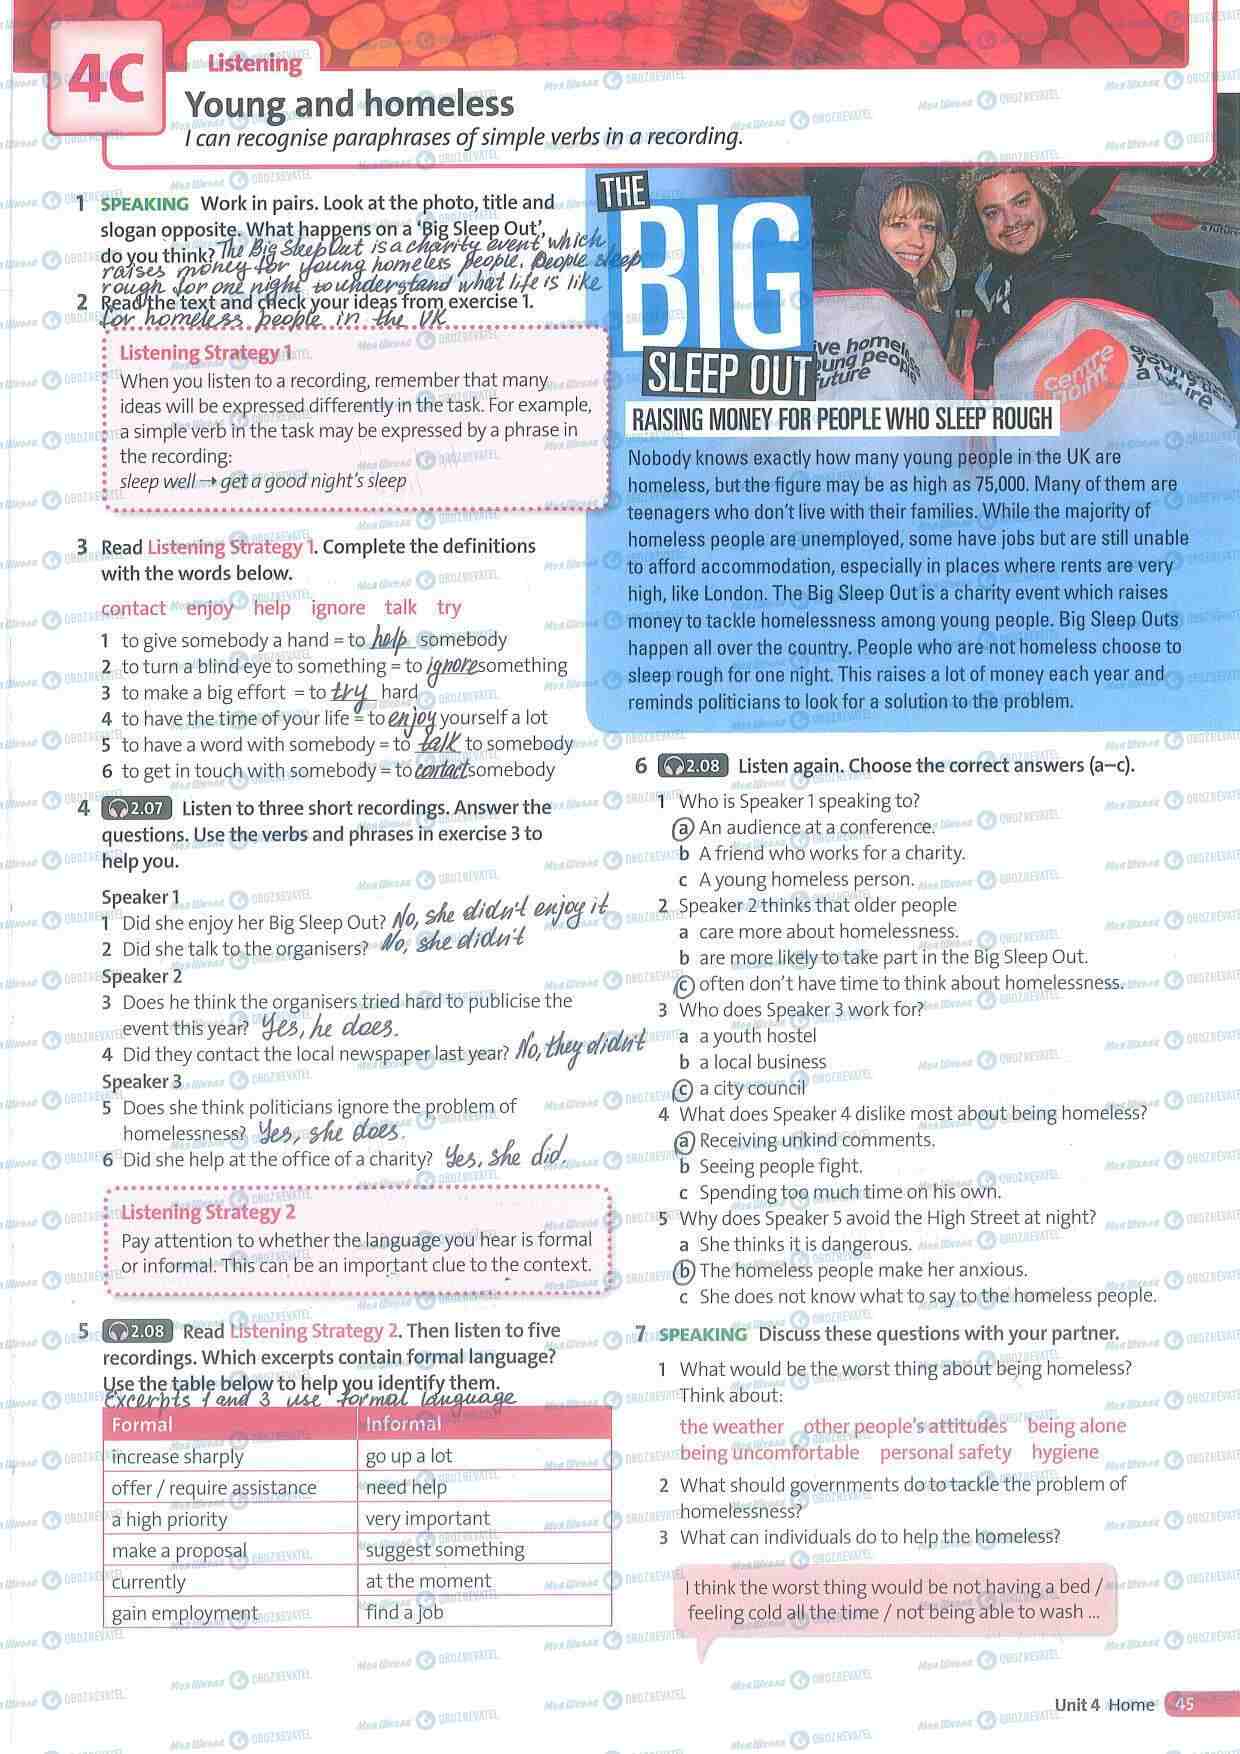 4C
Listening
Young and homeless
I can recognise paraphrases of simple verbs in a recording.
1 SPEAKING Work in pairs. Look at the photo, title and
slogan opposite. What happens on a 'Big Sleep Out',
do you think? The Big Sleep Out is a charity event which
raises money for young homeless people. People sleep
rough for one night to understand what life is like
2 Read the text and check your ideas from exercise 1.
for homeless people in the UK
Listening Strategy 1
When you listen to a recording, remember that many
ideas will be expressed differently in the task. For example,
a simple verb in the task may be expressed by a phrase in
the recording:
sleep well → get a good night's sleep
3 Read Listening Strategy 1. Complete the definitions
with the words below.
contact enjoy help ignore talk try
1 to give somebody a hand = to help somebody
2 to turn a blind eye to something = to ignore something
3 to make a big effort = to try hard
4 to have the time of your life = to enjoy yourself a lot
5 to have a word with somebody = to talk to somebody
6 to get in touch with somebody = to contact somebody
4 2.07 Listen to three short recordings. Answer the
questions. Use the verbs and phrases in exercise 3 to
help you.
Speaker 1
1 Did she enjoy her Big Sleep Out? No, she didn't enjoy it
2 Did she talk to the organisers? No, she didn't
Speaker 2
3 Does he think the organisers tried hard to publicise the
event this year? Yes, he does.
4 Did they contact the local newspaper last year? No, they didn't
Speaker 3
5 Does she think politicians ignore the problem of
homelessness? Yes, she does.
6 Did she help at the office of a charity? Yes, she did.
Listening Strategy 2
Pay attention to whether the language you hear is formal
or informal. This can be an important clue to the context.
5 2.08 Read Listening Strategy 2. Then listen to five
recordings. Which excerpts contain formal language?
Use the table below to help you identify them.
Excerpts 1 and 3 use formal language
Formal Informal
increase sharply go up a lot
offer / require assistance need help
a high priority very important
make a proposal suggest something
currently at the moment
gain employment find a job
THE
BIG
SLEEP OUT
ive homeless
oung people
future
centre
point
a future
RAISING MONEY FOR PEOPLE WHO SLEEP ROUGH
Nobody knows exactly how many young people in the UK are
homeless, but the figure may be as high as 75,000. Many of them are
teenagers who don't live with their families. While the majority of
homeless people are unemployed, some have jobs but are still unable
to afford accommodation, especially in places where rents are very
high, like London. The Big Sleep Out is a charity event which raises
money to tackle homelessness among young people. Big Sleep Outs
happen all over the country. People who are not homeless choose to
sleep rough for one night. This raises a lot of money each year and
reminds politicians to look for a solution to the problem.
6 2.08 Listen again. Choose the correct answers (a–c).
1 Who is Speaker 1 speaking to?
a An audience at a conference.
b A friend who works for a charity.
c A young homeless person.
2 Speaker 2 thinks that older people
a care more about homelessness.
b are more likely to take part in the Big Sleep Out.
c often don't have time to think about homelessness.
3 Who does Speaker 3 work for?
a a youth hostel
b a local business
c a city council
4 What does Speaker 4 dislike most about being homeless?
a Receiving unkind comments.
b Seeing people fight.
c Spending too much time on his own.
5 Why does Speaker 5 avoid the High Street at night?
a She thinks it is dangerous.
b The homeless people make her anxious.
c She does not know what to say to the homeless people.
7 SPEAKING Discuss these questions with your partner.
1 What would be the worst thing about being homeless?
Think about:
the weather other people's attitudes being alone
being uncomfortable personal safety hygiene
2 What should governments do to tackle the problem of
homelessness?
3 What can individuals do to help the homeless?
I think the worst thing would be not having a bed /
feeling cold all the time / not being able to wash ...
Unit 4 Home 45
Моя Школа OBOZREVATEL